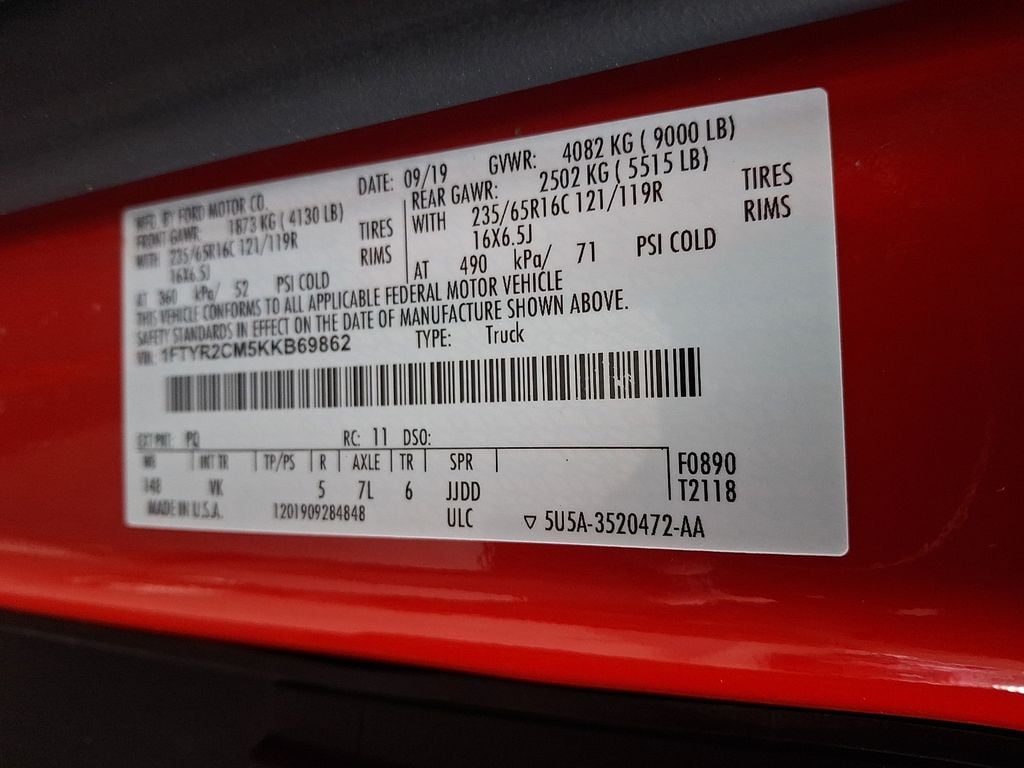 MFD. BY FORD MOTOR CO.
DATE: 09/19 GVWR: 4082 KG ( 9000 LB)
FRONT GAWR: 1873 KG ( 4130 LB) REAR GAWR: 2502 KG ( 5515 LB)
WITH 235/65R16C 121/119R TIRES WITH 235/65R16C 121/119R TIRES
16X6.5J RIMS 16X6.5J RIMS
AT 360 kPa/ 52 PSI COLD AT 490 kPa/ 71 PSI COLD
THIS VEHICLE CONFORMS TO ALL APPLICABLE FEDERAL MOTOR VEHICLE
SAFETY STANDARDS IN EFFECT ON THE DATE OF MANUFACTURE SHOWN ABOVE.
VIN: 1FTYR2CM5KKB69862 TYPE: Truck
EXT PNT: PQ RC: 11 DSO:
WB INT TR TP/PS R AXLE TR SPR F0890
148 VK 5 7L 6 JJDD T2118
MADE IN U.S.A. 1201909284848 ULC ▽ 5U5A-3520472-AA